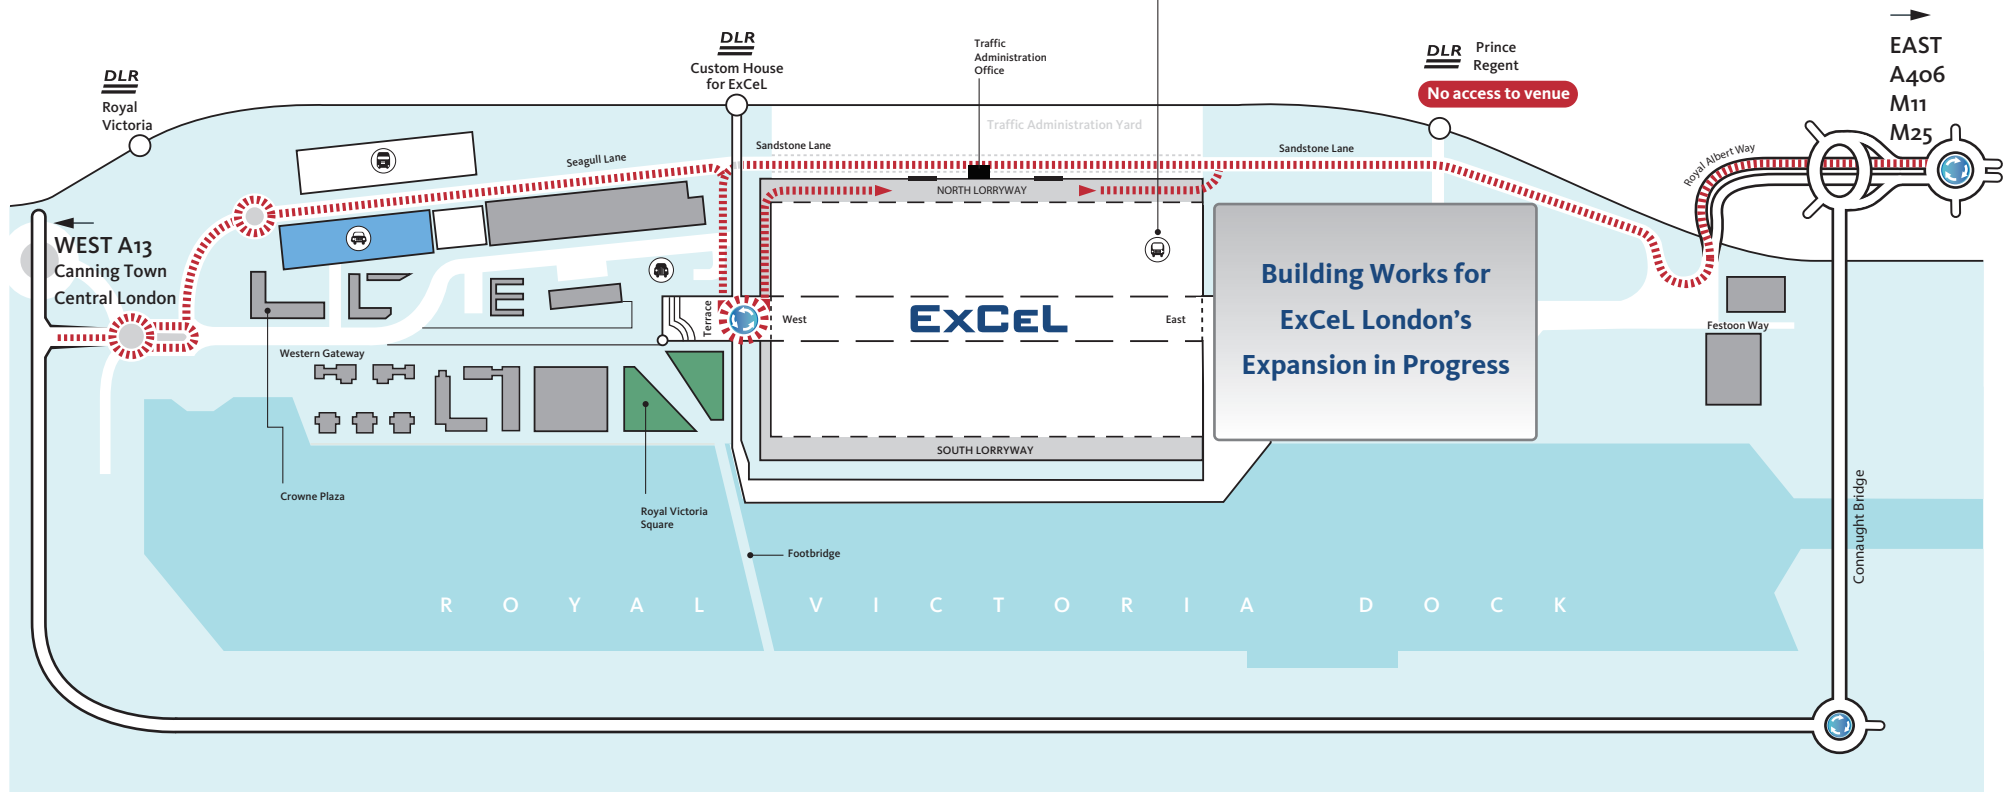 DLR
Royal
Victoria
DLR
Custom House
for ExCeL
Traffic
Administration
Office
DLR
Prince
Regent
No access to venue
EAST
A406
M11
M25
Traffic Administration Yard
Seagull Lane
Sandstone Lane
Sandstone Lane
Royal Albert Way
NORTH LORRYWAY
WEST A13
Canning Town
Central London
Terrace
West
ExCeL
East
Building Works for
ExCeL London's
Expansion in Progress
Festoon Way
Western Gateway
SOUTH LORRYWAY
Crowne Plaza
Royal Victoria
Square
Footbridge
Connaught Bridge
ROYAL VICTORIA DOCK